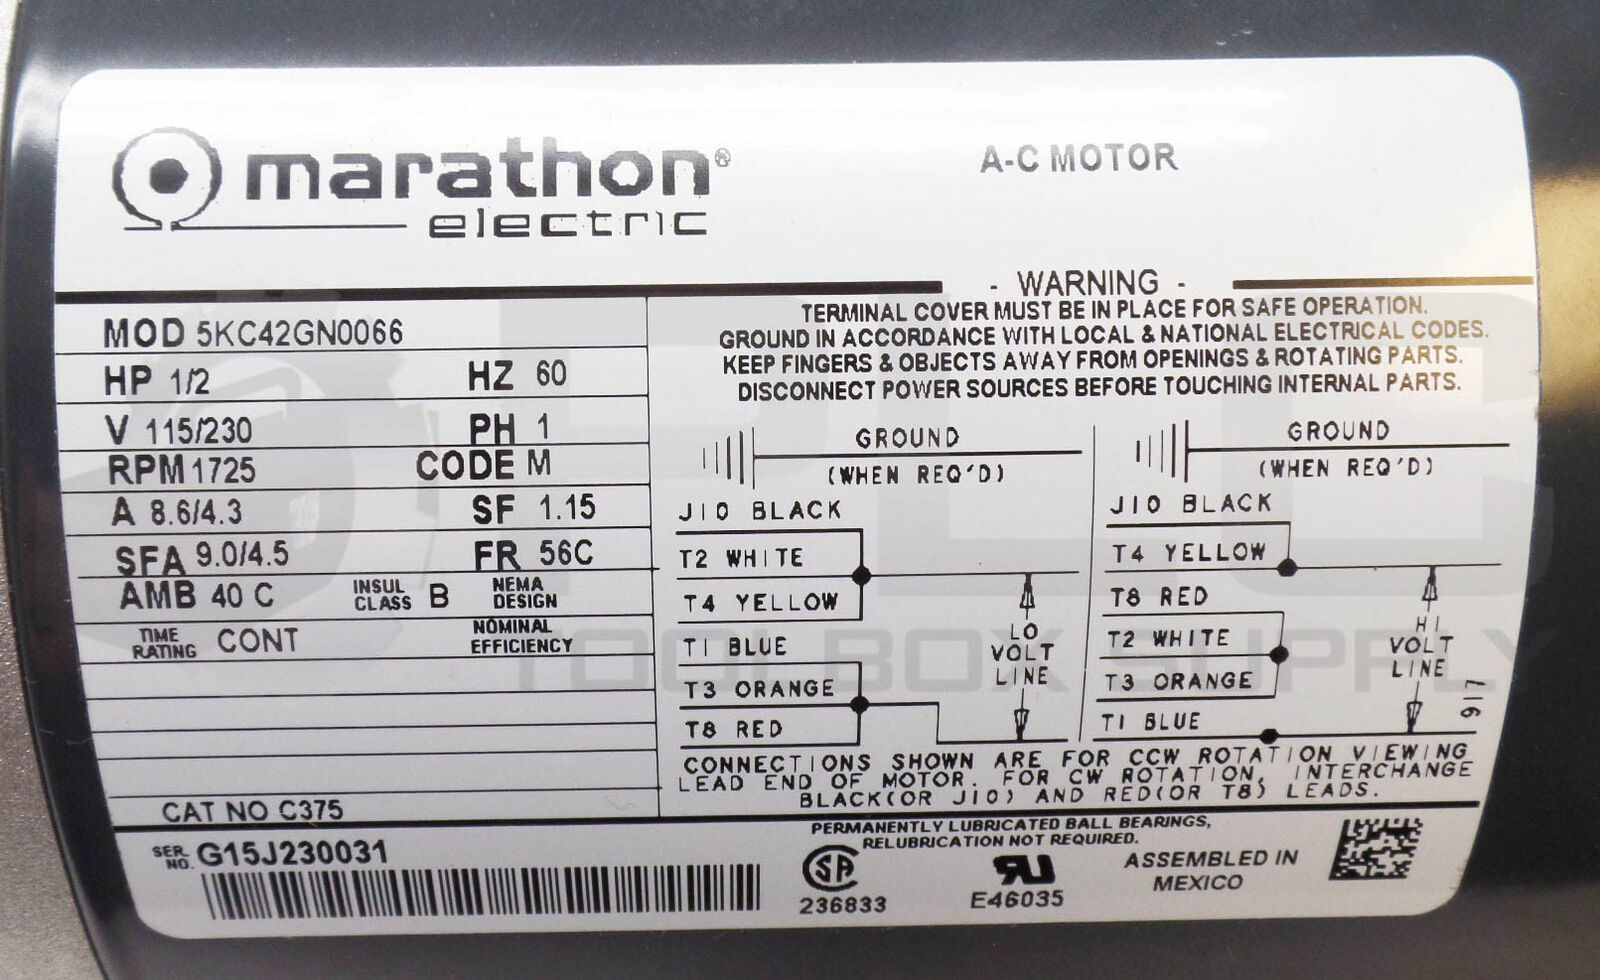 marathon®
electric
A-C MOTOR
- WARNING -
TERMINAL COVER MUST BE IN PLACE FOR SAFE OPERATION.
GROUND IN ACCORDANCE WITH LOCAL & NATIONAL ELECTRICAL CODES.
KEEP FINGERS & OBJECTS AWAY FROM OPENINGS & ROTATING PARTS.
DISCONNECT POWER SOURCES BEFORE TOUCHING INTERNAL PARTS.
MOD 5KC42GN0066
HP 1/2 HZ 60
V 115/230 PH 1
RPM 1725 CODE M
A 8.6/4.3 SF 1.15
SFA 9.0/4.5 FR 56C
AMB 40 C INSUL CLASS B NEMA DESIGN
TIME RATING CONT NOMINAL EFFICIENCY
CAT NO C375
GROUND
(WHEN REQ'D)
J10 BLACK
T2 WHITE
T4 YELLOW
T1 BLUE
T3 ORANGE
T8 RED
LO
VOLT
LINE
GROUND
(WHEN REQ'D)
J10 BLACK
T4 YELLOW
T8 RED
T2 WHITE
T3 ORANGE
T1 BLUE
HI
VOLT
LINE
CONNECTIONS SHOWN ARE FOR CCW ROTATION VIEWING
LEAD END OF MOTOR. FOR CW ROTATION, INTERCHANGE
BLACK(OR J10) AND RED(OR T8) LEADS.
SER. NO. G15J230031
PERMANENTLY LUBRICATED BALL BEARINGS,
RELUBRICATION NOT REQUIRED.
SA
236833
E46035
ASSEMBLED IN
MEXICO
PLC
TOOLBOX SUPPLY